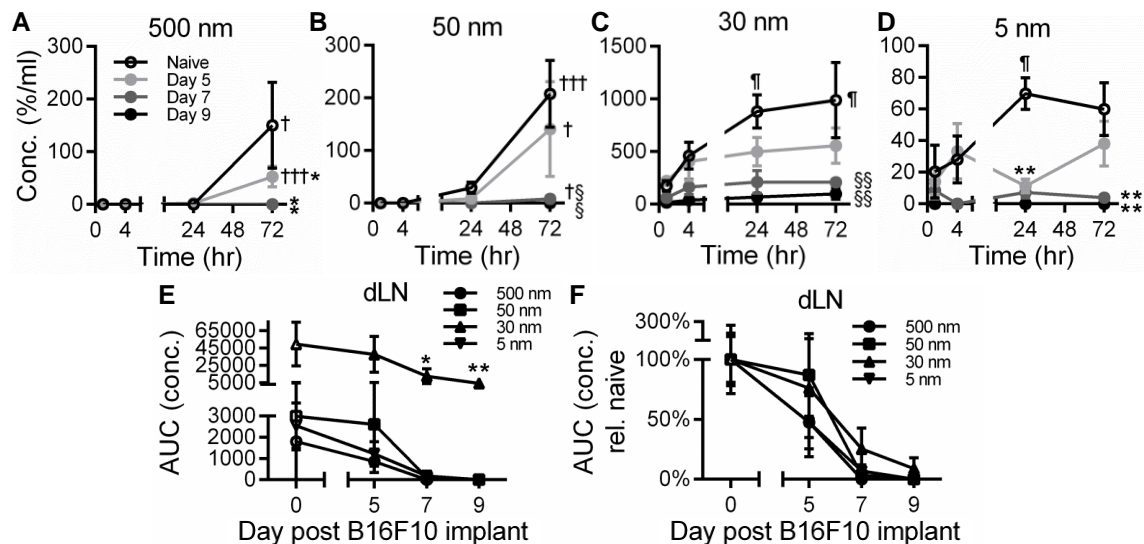 A
500 nm
B
50 nm
C
30 nm
D
5 nm
Conc. (%/ml)
300
200
100
0
Naive
Day 5
Day 7
Day 9
†
†††*
*
*
0 4 24 48 72
Time (hr)
300
200
100
0
†††
†
†§
§
0 4 24 48 72
Time (hr)
1500
1000
500
0
¶
¶
§§
§§
0 4 24 48 72
Time (hr)
100
80
60
40
20
0
¶
**
**
**
0 4 24 48 72
Time (hr)
E
dLN
500 nm
50 nm
30 nm
5 nm
AUC (conc.)
65000
45000
25000
5000
3000
2000
1000
0
*
**
0 5 7 9
Day post B16F10 implant
F
dLN
500 nm
50 nm
30 nm
5 nm
AUC (conc.)
rel. naive
300%
100%
50%
0%
0 5 7 9
Day post B16F10 implant